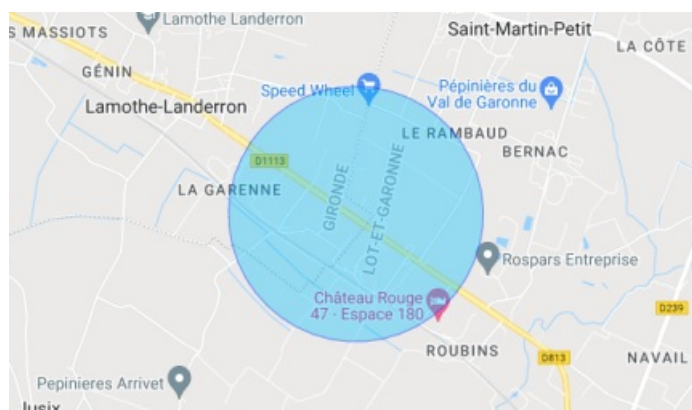 Lamothe Landerron
S MASSIOTS
Saint-Martin-Petit
LA CÔTE
GÉNIN
Speed Wheel
Pépinières du
Val de Garonne
Lamothe-Landerron
LE RAMBAUD
BERNAC
D1113
LA GARENNE
GIRONDE
LOT-ET-GARONNE
Rospars Entreprise
Château Rouge
47 - Espace 180
D239
ROUBINS
D813
NAVAIL
Pepinieres Arrivet
Jusix